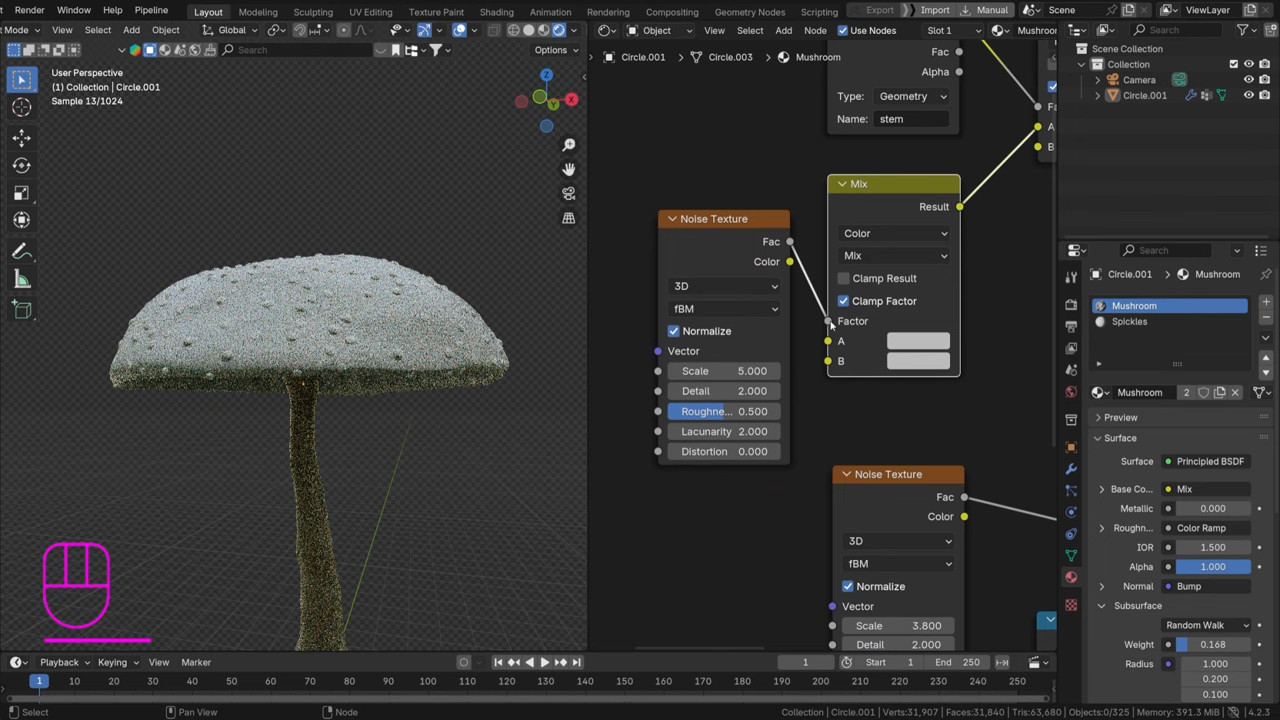 Render Window Help Pipeline Layout Modeling Sculpting UV Editing Texture Paint Shading Animation Rendering Compositing Geometry Nodes Scripting Export Import Manual Scene ViewLayer
Mode View Select Add Object Global Object View Select Add Node Use Nodes Slot 1 Mushroom Search
Search Options
Circle.001 Circle.003 Mushroom
User Perspective
(1) Collection | Circle.001
Sample 13/1024
Z
X
Y
Scene Collection
Collection
Camera
Circle.001
Fac
Alpha
Type: Geometry
Name: stem
Fa
A
B
Mix
Result
Color
Mix
Clamp Result
Clamp Factor
Factor
A
B
Noise Texture
Fac
Color
3D
fBM
Normalize
Vector
Scale 5.000
Detail 2.000
Roughne... 0.500
Lacunarity 2.000
Distortion 0.000
Noise Texture
Fac
Color
3D
fBM
Normalize
Vector
Scale 3.800
Detail 2.000
Search
Circle.001 Mushroom
Mushroom
Spickles
Mushroom 2
Preview
Surface
Surface Principled BSDF
Base Co... Mix
Metallic 0.000
Roughn... Color Ramp
IOR 1.500
Alpha 1.000
Normal Bump
Subsurface
Random Walk
Weight 0.168
Radius 1.000
0.200
0.100
Playback Keying View Marker 1 Start 1 End 250
1 10 20 30 40 50 60 70 80 90 100 110 120 130 140 150 160 170 180 190 200 210 220 230 240 250
Select Pan View Node Collection | Circle.001 | Verts:31,907 | Faces:31,840 | Tris:63,680 | Objects:0/325 | Memory: 391.3 MiB | 4.2.3